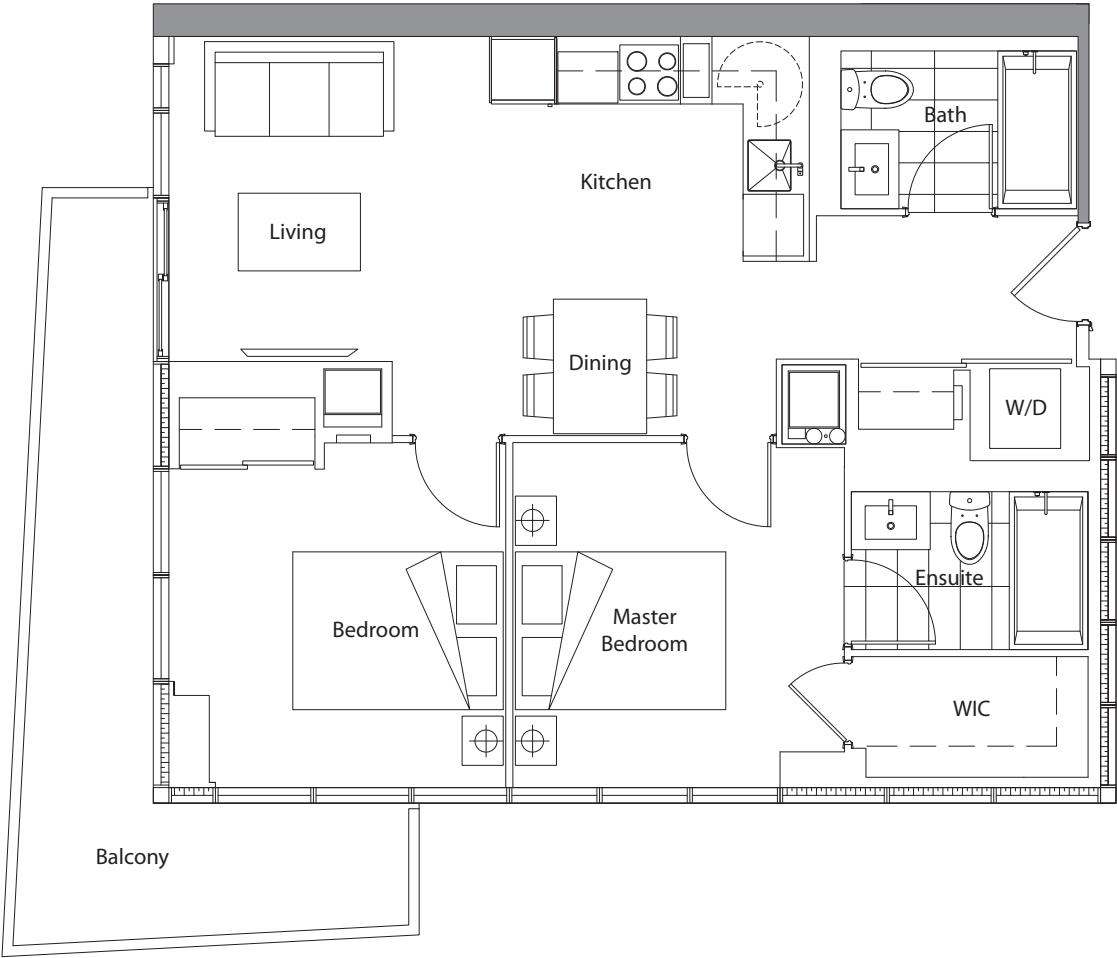 Bath
Kitchen
Living
Dining
W/D
Ensuite
Bedroom
Master
Bedroom
WIC
Balcony